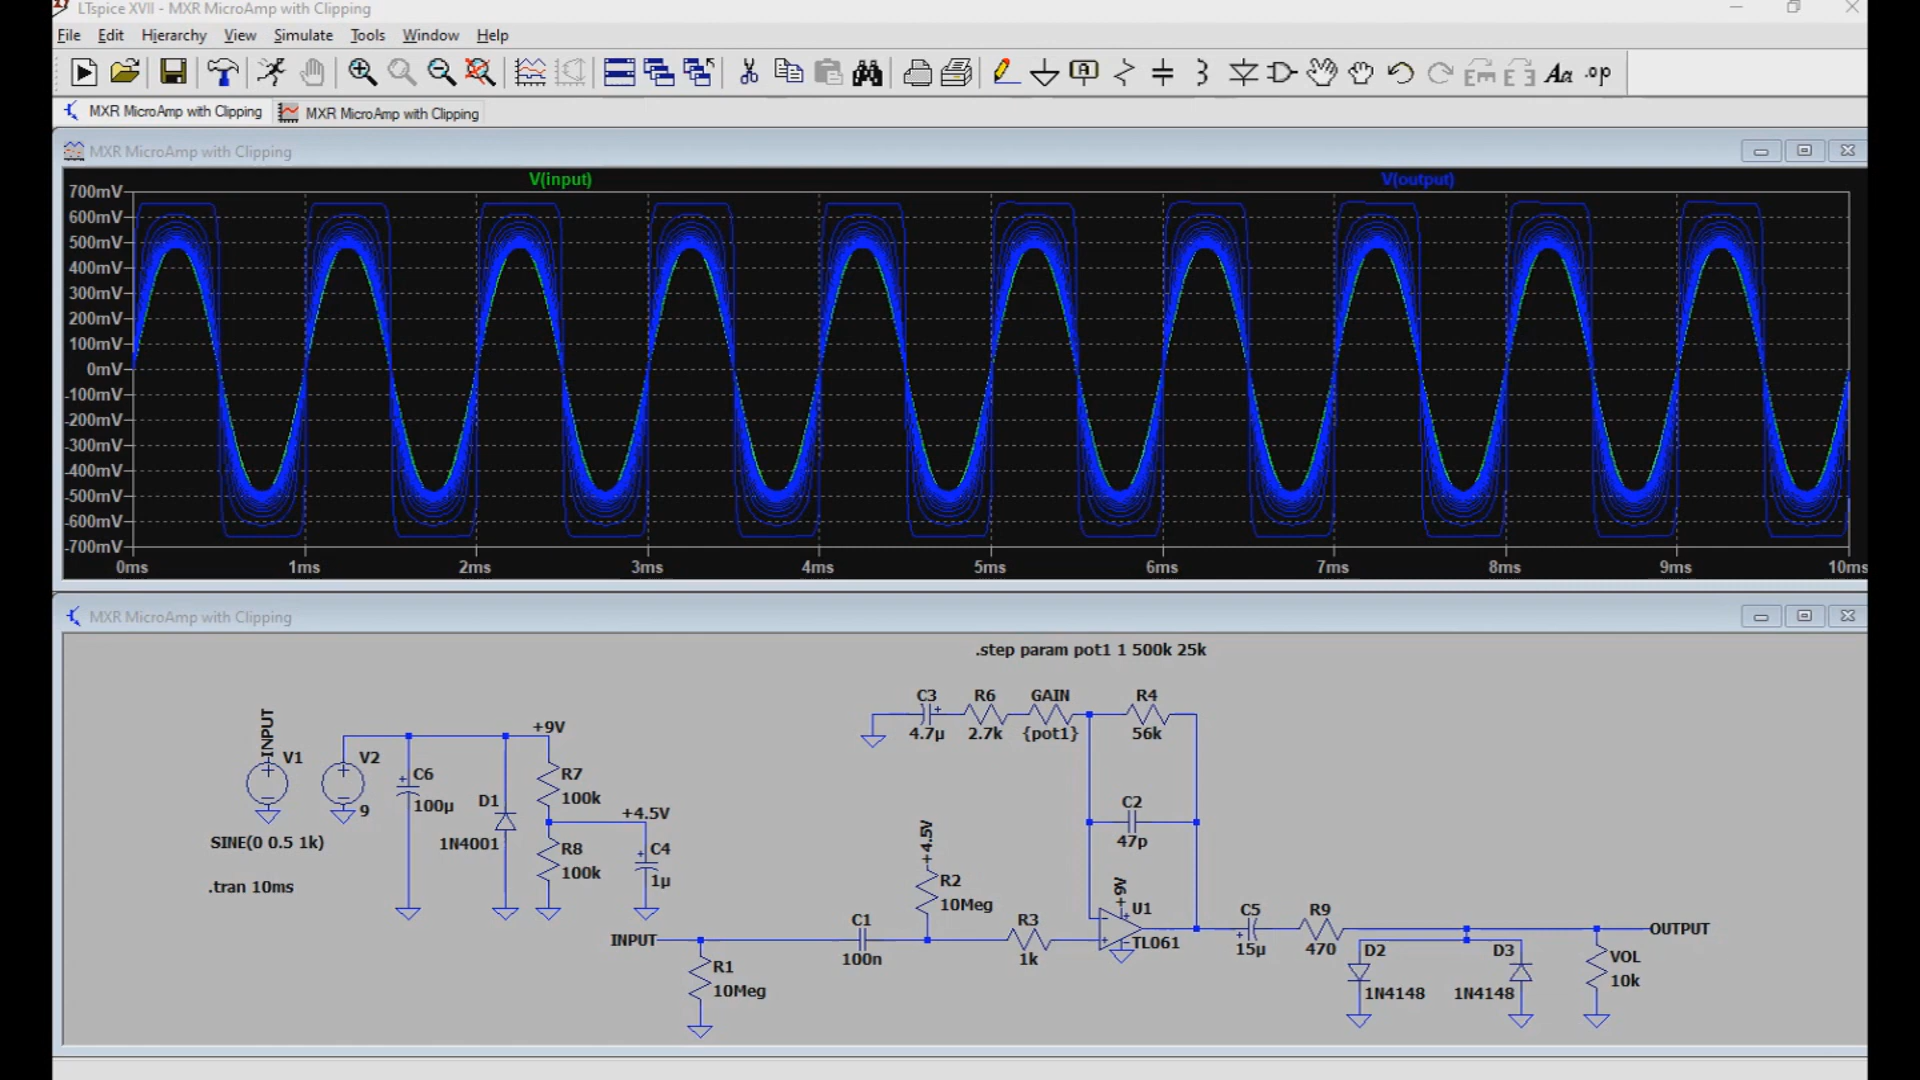 LTspice XVII - MXR MicroAmp with Clipping
File Edit Hierarchy View Simulate Tools Window Help
A Aa .op
MXR MicroAmp with Clipping MXR MicroAmp with Clipping
MXR MicroAmp with Clipping
V(input) V(output)
700mV
600mV
500mV
400mV
300mV
200mV
100mV
0mV
-100mV
-200mV
-300mV
-400mV
-500mV
-600mV
-700mV
0ms 1ms 2ms 3ms 4ms 5ms 6ms 7ms 8ms 9ms 10ms
MXR MicroAmp with Clipping
.step param pot1 1 500k 25k
C3 R6 GAIN R4
4.7µ 2.7k {pot1} 56k
INPUT
+9V
V1 V2
C6
100µ
R7
100k
D1
1N4001
+4.5V
9
SINE(0 0.5 1k)
R8
100k
C4
1µ
.tran 10ms
C2
47p
+4.5V
R2
10Meg
+9V
U1
TL061
INPUT
C1
100n
R3
1k
C5
15µ
R9
470
OUTPUT
R1
10Meg
D2
1N4148
D3
1N4148
VOL
10k